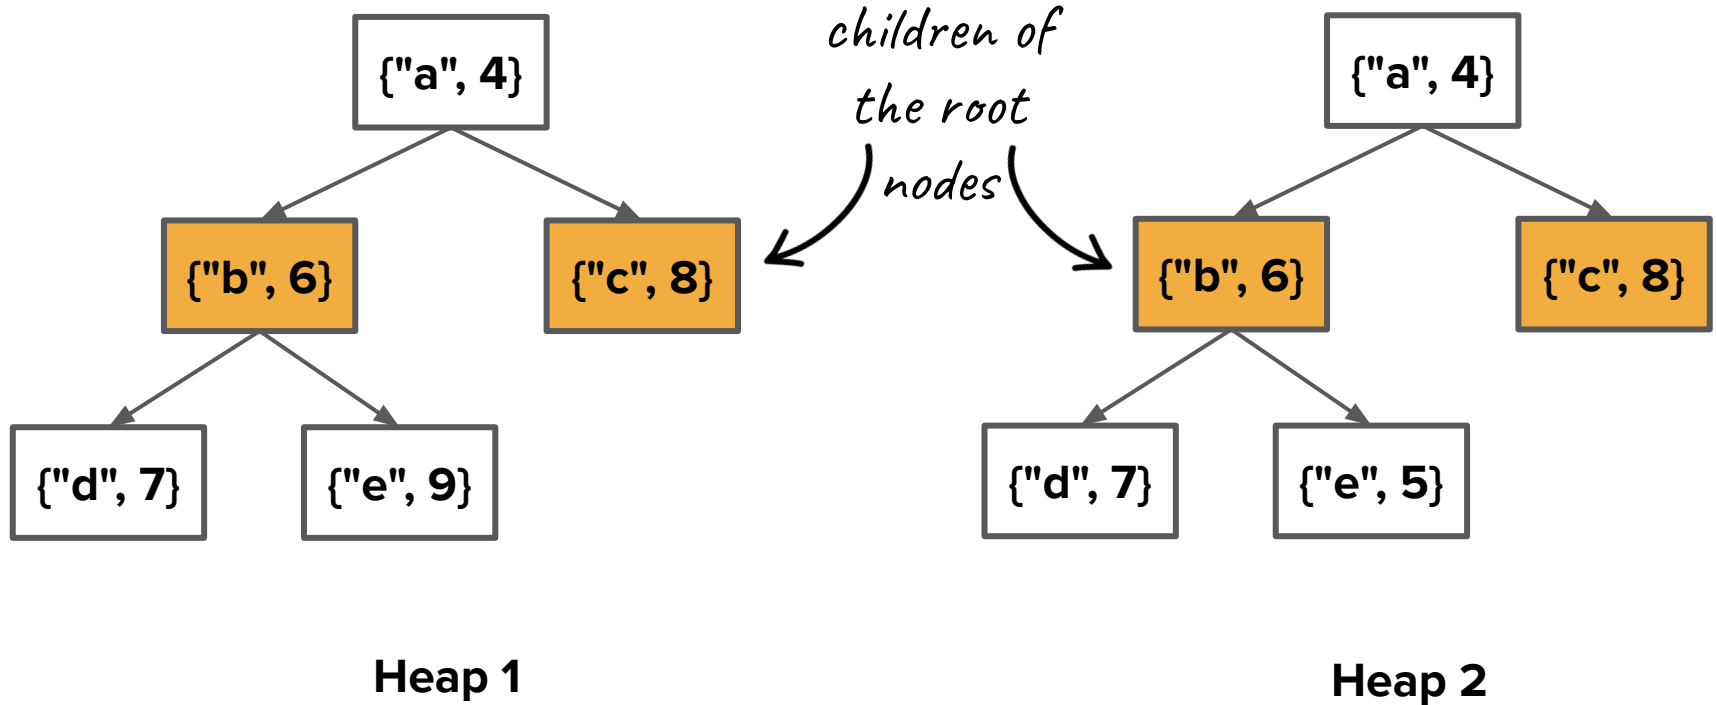 {"a", 4}
{"b", 6}
{"c", 8}
{"d", 7}
{"e", 9}
Heap 1
children of
the root
nodes
{"a", 4}
{"b", 6}
{"c", 8}
{"d", 7}
{"e", 5}
Heap 2